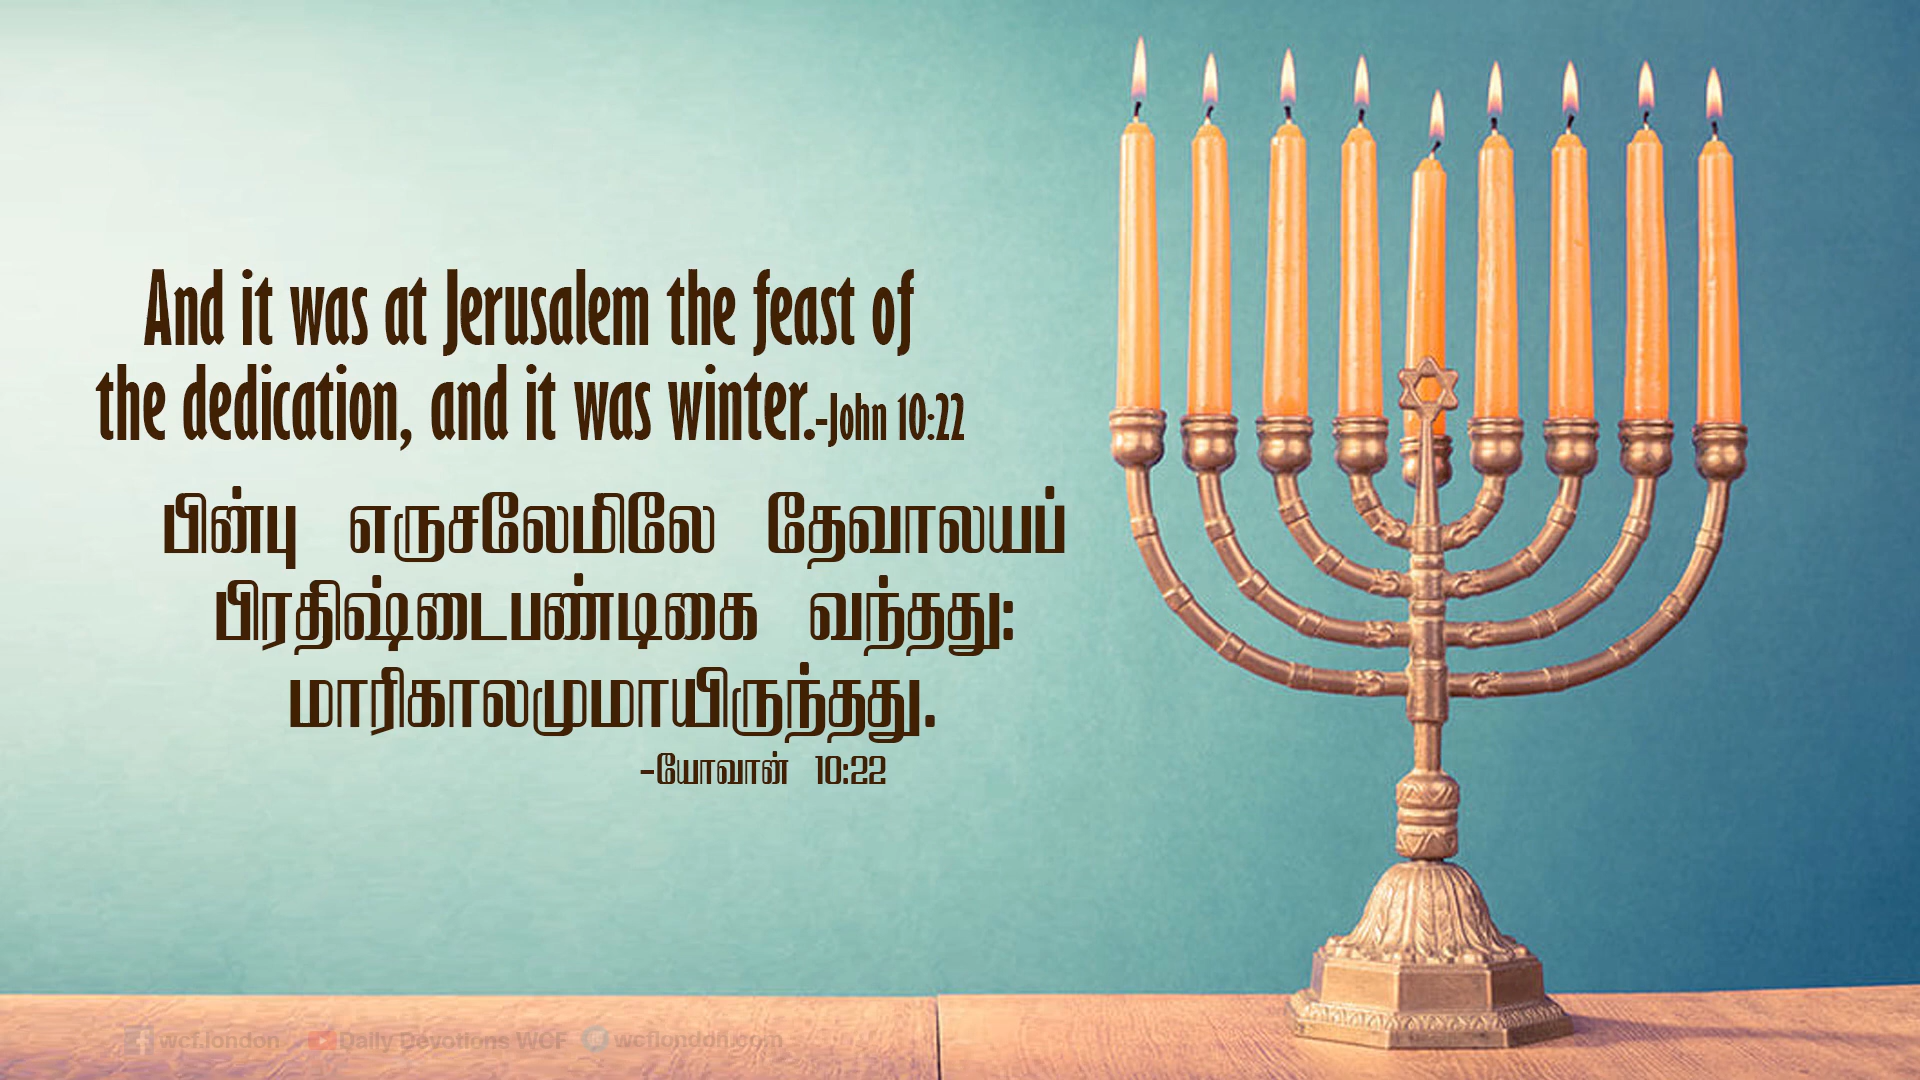 And it was at Jerusalem the feast of
the dedication, and it was winter.-John 10:22
பின்பு எருசலேமிலே தேவாலயப்
பிரதிஷ்டைபண்டிகை வந்தது:
மாரிகாலமுமாயிருந்தது.
-யோவான் 10:22
wcf.london Daily Devotions WCF wcflondon.com